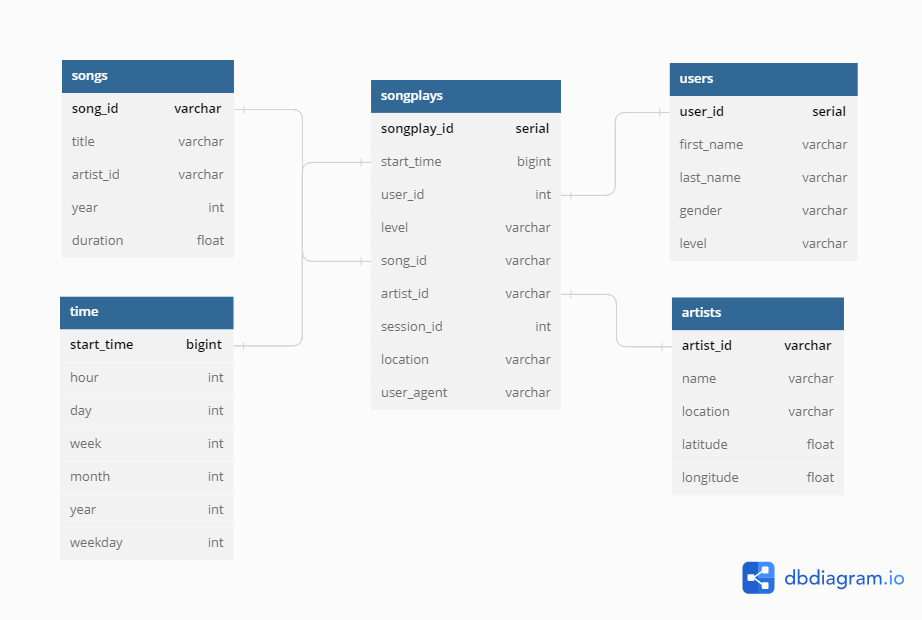 songs
song_id varchar
title varchar
artist_id varchar
year int
duration float
time
start_time bigint
hour int
day int
week int
month int
year int
weekday int
songplays
songplay_id serial
start_time bigint
user_id int
level varchar
song_id varchar
artist_id varchar
session_id int
location varchar
user_agent varchar
users
user_id serial
first_name varchar
last_name varchar
gender varchar
level varchar
artists
artist_id varchar
name varchar
location varchar
latitude float
longitude float
dbdiagram.io